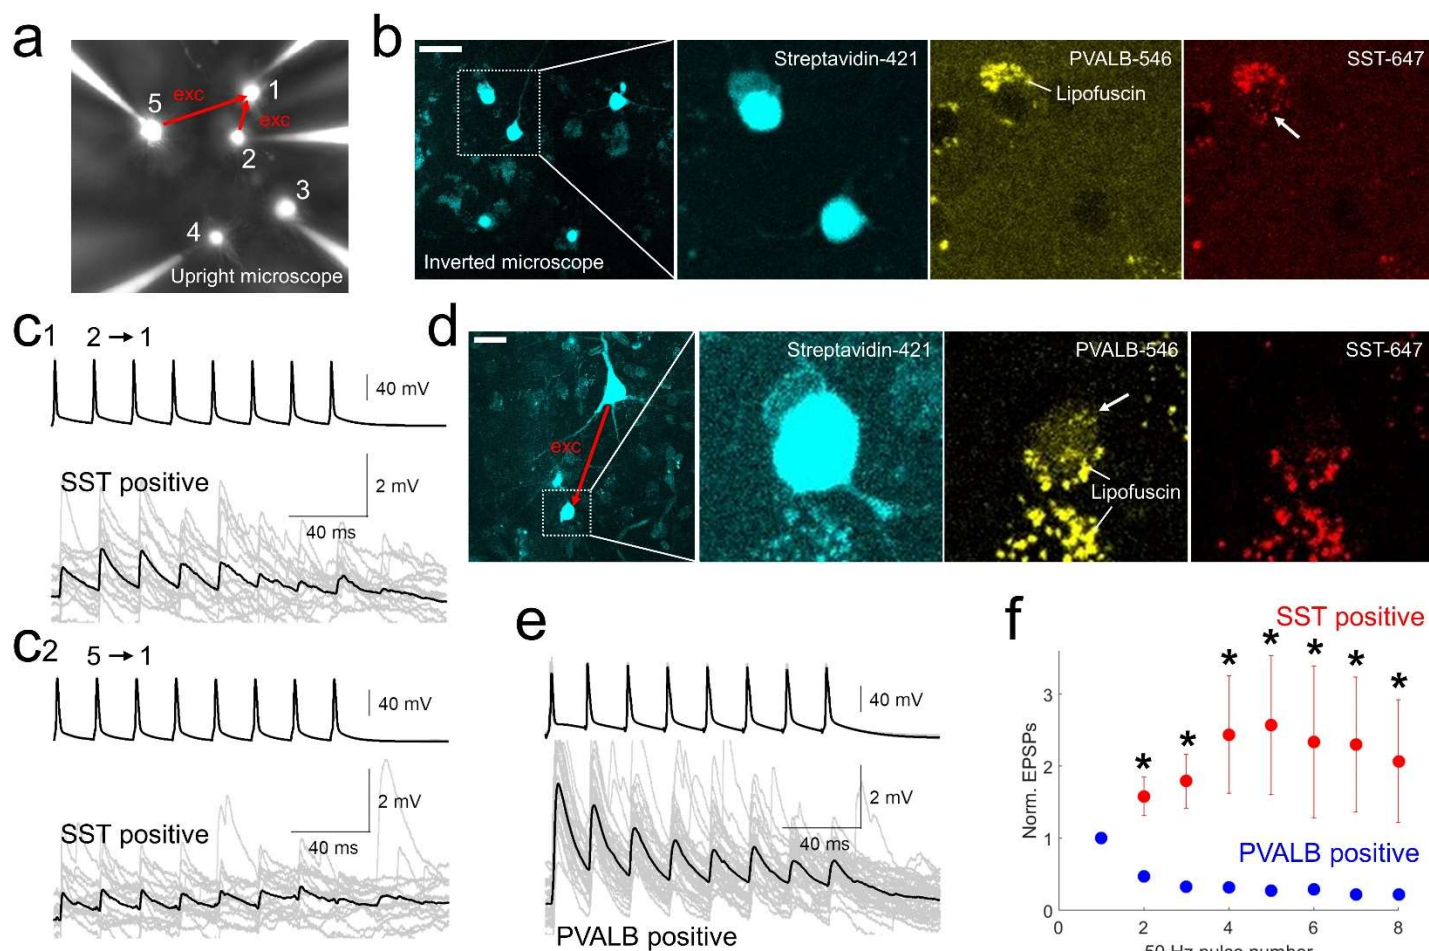 a
exc
1
5
exc
2
3
4
Upright microscope
b
Inverted microscope
Streptavidin-421
PVALB-546
Lipofuscin
SST-647
c1 2→1
40 mV
SST positive
2 mV
40 ms
c2 5→1
40 mV
2 mV
SST positive
40 ms
d
exc
Streptavidin-421
PVALB-546
Lipofuscin
SST-647
e
40 mV
2 mV
40 ms
PVALB positive
f
SST positive
* * * * * * *
Norm. EPSPs
3
2
1
0
PVALB positive
0 2 4 6 8
50 Hz pulse number